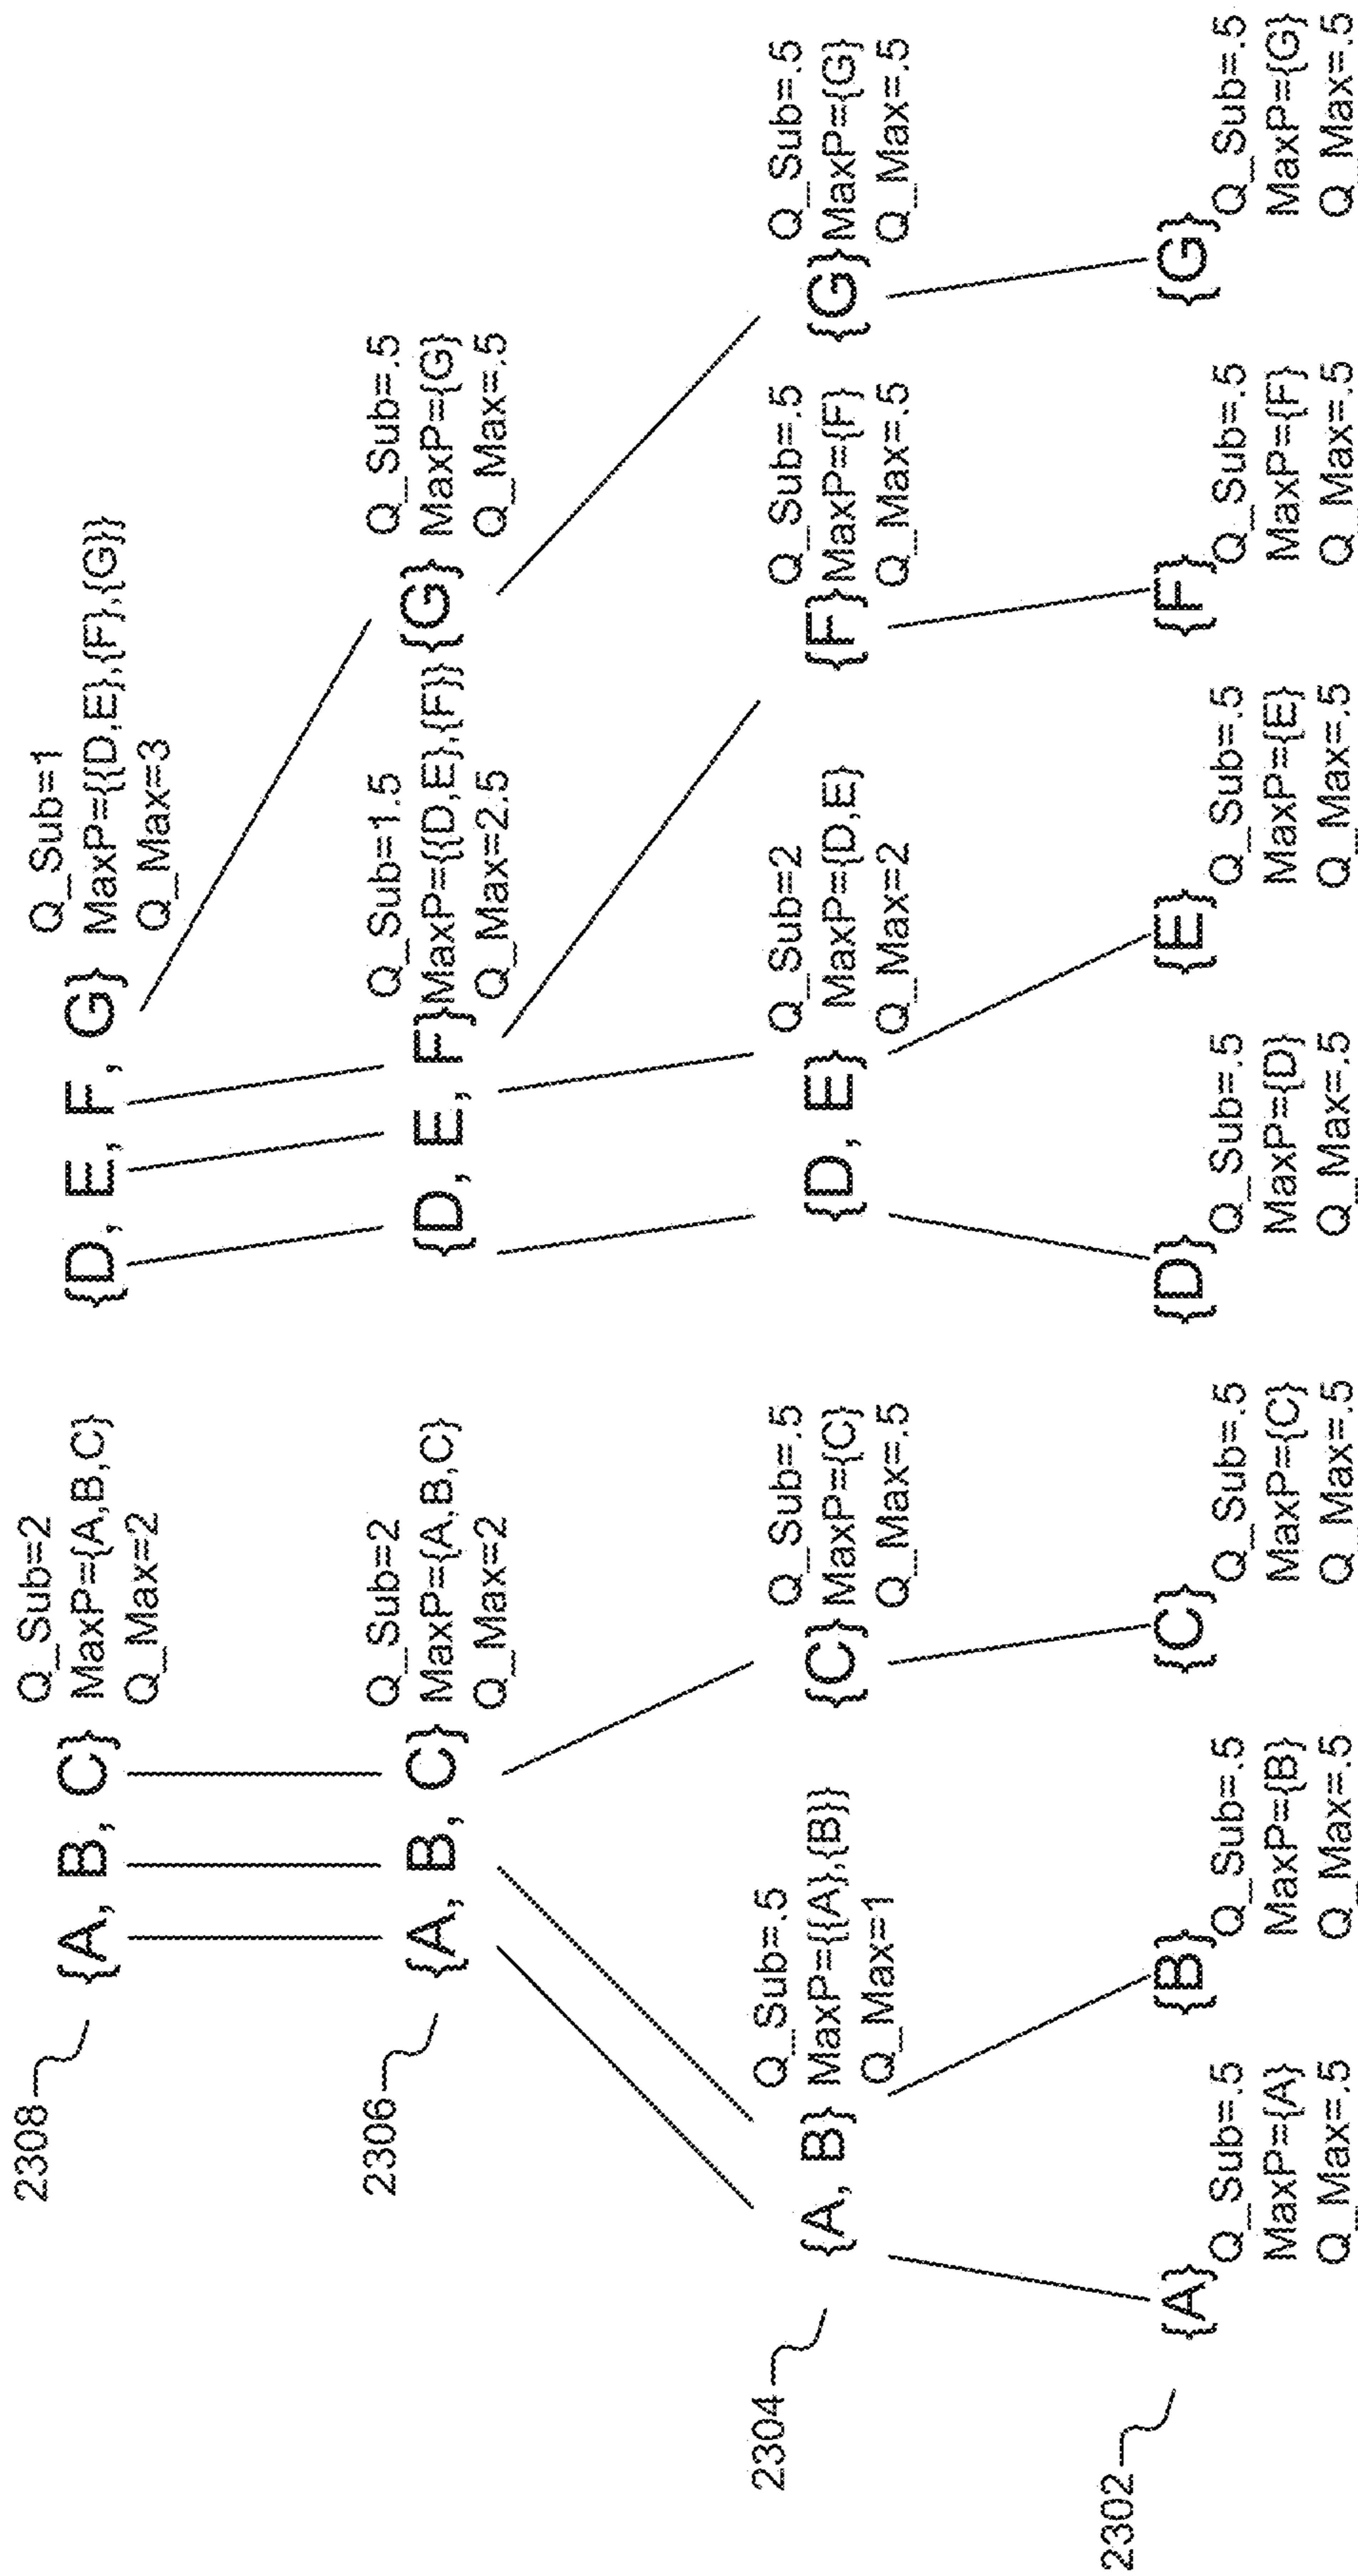 2308
{A, B, C}
Q_Sub=2
MaxP={A,B,C}
Q_Max=2
{D, E, F, G}
Q_Sub=1
MaxP={{D,E},{F},{G}}
Q_Max=3
2306
{A, B, C}
Q_Sub=2
MaxP={A,B,C}
Q_Max=2
{D, E, F}
Q_Sub=1.5
MaxP={{D,E},{F}}
Q_Max=2.5
{G}
Q_Sub=.5
MaxP={G}
Q_Max=.5
2304
{A, B}
Q_Sub=.5
MaxP={{A},{B}}
Q_Max=1
{C}
Q_Sub=.5
MaxP={C}
Q_Max=.5
{D, E}
Q_Sub=2
MaxP={D,E}
Q_Max=2
{F}
Q_Sub=.5
MaxP={F}
Q_Max=.5
{G}
Q_Sub=.5
MaxP={G}
Q_Max=.5
2302
{A}
Q_Sub=.5
MaxP={A}
Q_Max=.5
{B}
Q_Sub=.5
MaxP={B}
Q_Max=.5
{C}
Q_Sub=.5
MaxP={C}
Q_Max=.5
{D}
Q_Sub=.5
MaxP={D}
Q_Max=.5
{E}
Q_Sub=.5
MaxP={E}
Q_Max=.5
{F}
Q_Sub=.5
MaxP={F}
Q_Max=.5
{G}
Q_Sub=.5
MaxP={G}
Q_Max=.5